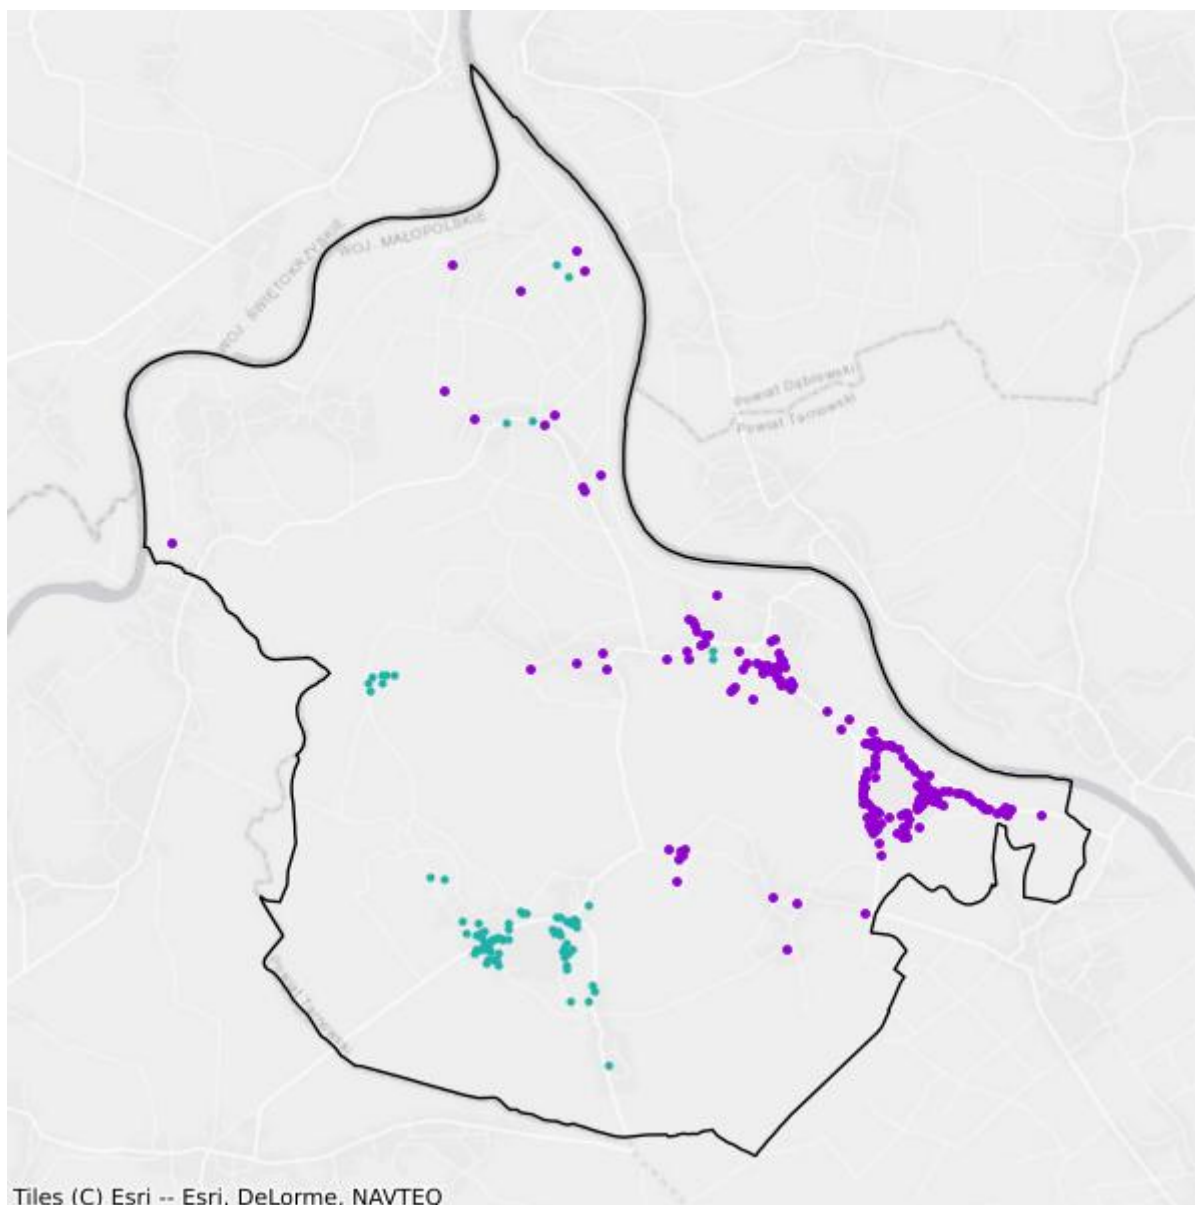 WOJ. ŚWIĘTOKRZYSKIE
WOJ. MAŁOPOLSKIE
Powiat Dąbrowski
Powiat Tarnowski
Tiles (C) Esri -- Esri, DeLorme, NAVTEQ